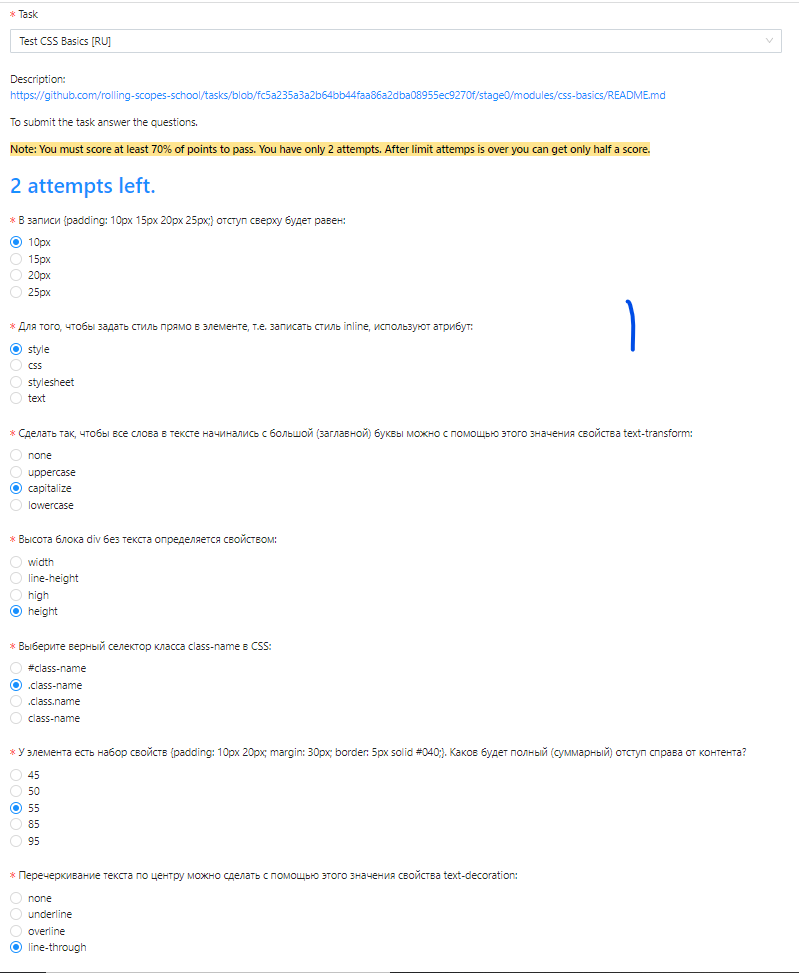 * Task
Test CSS Basics [RU]
Description:
https://github.com/rolling-scopes-school/tasks/blob/fc5a235a3a2b64bb44faa86a2dba08955ec9270f/stage0/modules/css-basics/README.md
To submit the task answer the questions.
Note: You must score at least 70% of points to pass. You have only 2 attempts. After limit attemps is over you can get only half a score.
2 attempts left.
* В записи {padding: 10px 15px 20px 25px;} отступ сверху будет равен:
10px
15px
20px
25px
* Для того, чтобы задать стиль прямо в элементе, т.е. записать стиль inline, используют атрибут:
style
css
stylesheet
text
* Сделать так, чтобы все слова в тексте начинались с большой (заглавной) буквы можно с помощью этого значения свойства text-transform:
none
uppercase
capitalize
lowercase
* Высота блока div без текста определяется свойством:
width
line-height
high
height
* Выберите верный селектор класса class-name в CSS:
#class-name
.class-name
.class.name
class-name
* У элемента есть набор свойств {padding: 10px 20px; margin: 30px; border: 5px solid #040;}. Каков будет полный (суммарный) отступ справа от контента?
45
50
55
85
95
* Перечеркивание текста по центру можно сделать с помощью этого значения свойства text-decoration:
none
underline
overline
line-through